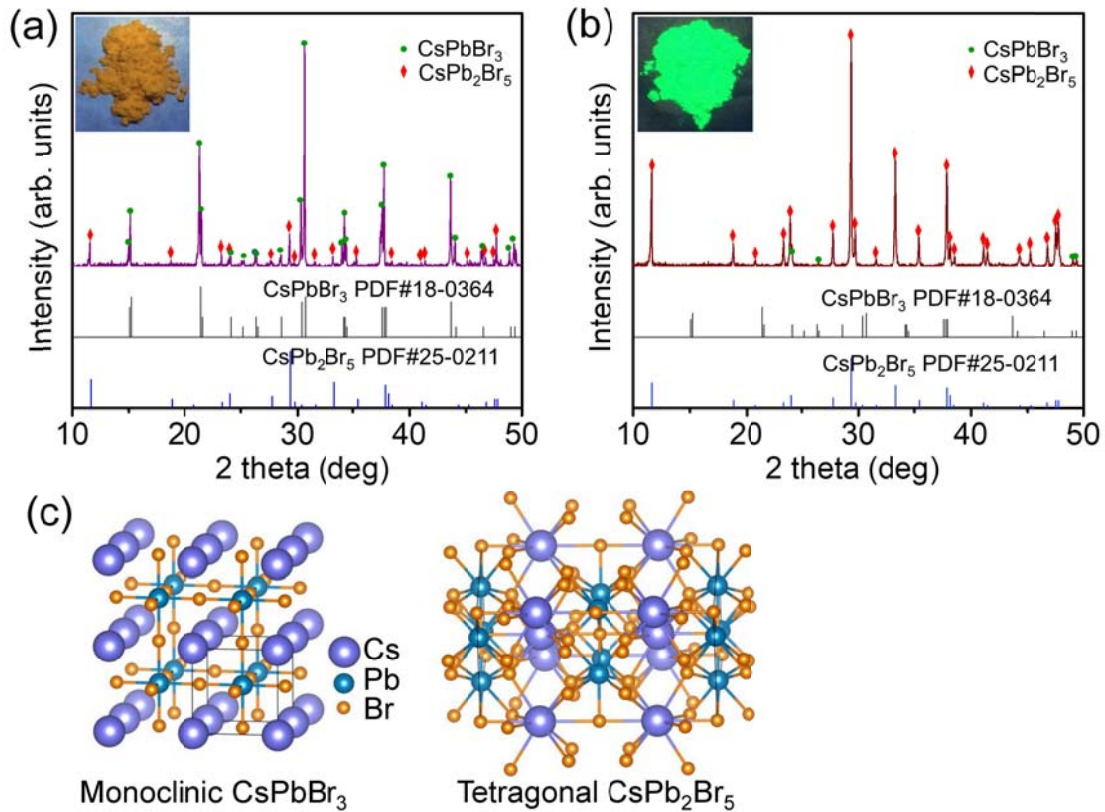 (a)
CsPbBr₃
CsPb₂Br₅
Intensity (arb. units)
CsPbBr₃ PDF#18-0364
CsPb₂Br₅ PDF#25-0211
10 20 30 40 50
2 theta (deg)
(b)
CsPbBr₃
CsPb₂Br₅
Intensity (arb. units)
CsPbBr₃ PDF#18-0364
CsPb₂Br₅ PDF#25-0211
10 20 30 40 50
2 theta (deg)
(c)
Cs
Pb
Br
Monoclinic CsPbBr₃
Tetragonal CsPb₂Br₅